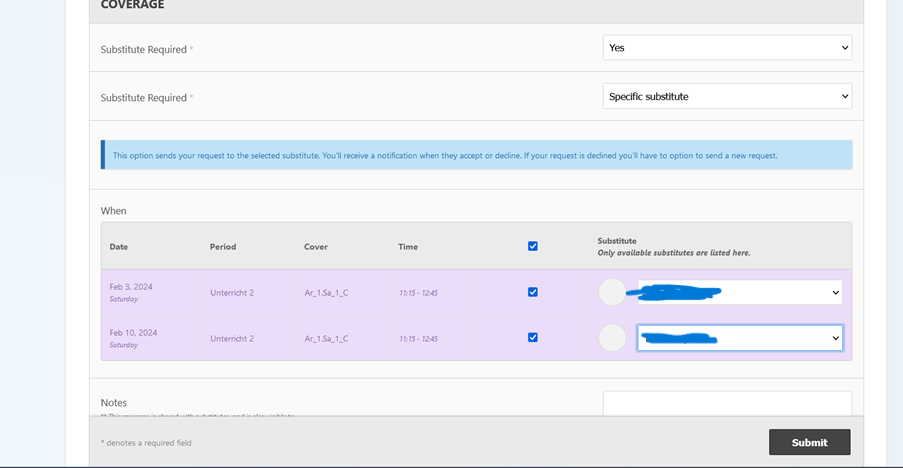 COVERAGE
Substitute Required *
Yes
Substitute Required *
Specific substitute
This option sends your request to the selected substitute. You'll receive a notification when they accept or decline. If your request is declined you'll have to option to send a new request.
When
Date Period Cover Time Substitute
Only available substitutes are listed here.
Feb 3, 2024 Unterricht 2 Ar_1.Sa_1_C 11:15 - 12:45
Saturday
Feb 10, 2024 Unterricht 2 Ar_1.Sa_1_C 11:15 - 12:45
Saturday
Notes
* denotes a required field
Submit